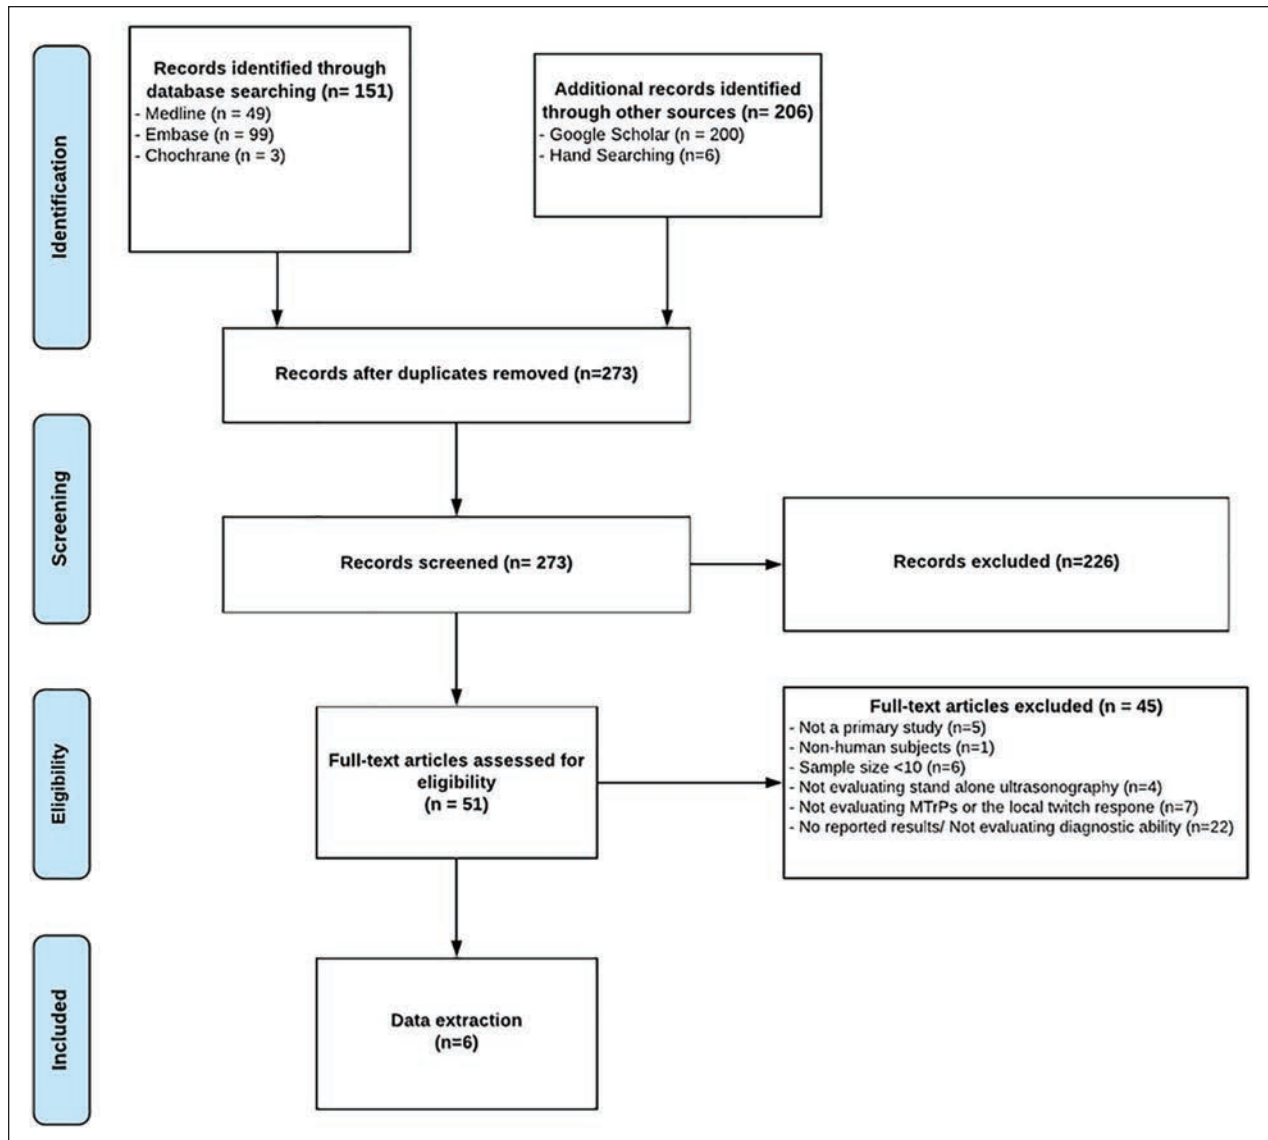 Identification
Records identified through
database searching (n= 151)
- Medline (n = 49)
- Embase (n = 99)
- Chochrane (n = 3)
Additional records identified
through other sources (n= 206)
- Google Scholar (n = 200)
- Hand Searching (n=6)
Records after duplicates removed (n=273)
Screening
Records screened (n= 273)
Records excluded (n=226)
Eligibility
Full-text articles assessed for
eligibility
(n = 51)
Full-text articles excluded (n = 45)
- Not a primary study (n=5)
- Non-human subjects (n=1)
- Sample size <10 (n=6)
- Not evaluating stand alone ultrasonography (n=4)
- Not evaluating MTrPs or the local twitch respone (n=7)
- No reported results/ Not evaluating diagnostic ability (n=22)
Included
Data extraction
(n=6)